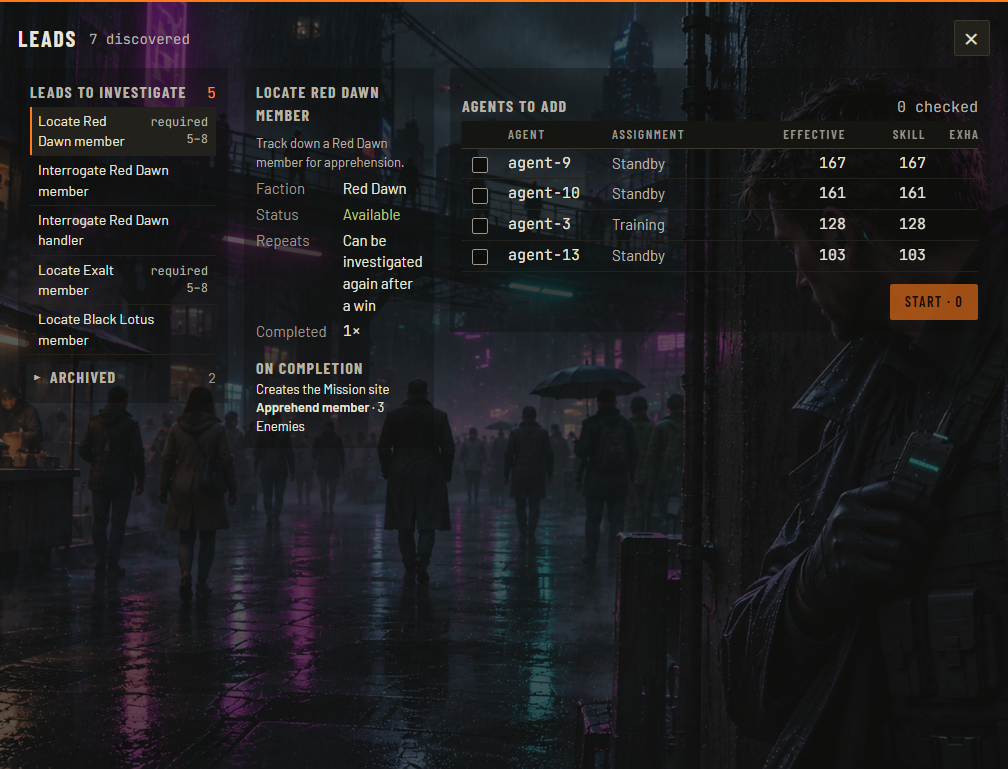 LEADS 7 discovered
×
LEADS TO INVESTIGATE 5
Locate Red required
Dawn member 5–8
Interrogate Red Dawn
member
Interrogate Red Dawn
handler
Locate Exalt required
member 5–8
Locate Black Lotus
member
► ARCHIVED 2
LOCATE RED DAWN
MEMBER
Track down a Red Dawn
member for apprehension.
Faction Red Dawn
Status Available
Repeats Can be
investigated
again after
a win
Completed 1×
ON COMPLETION
Creates the Mission site
Apprehend member · 3
Enemies
AGENTS TO ADD 0 checked
AGENT ASSIGNMENT EFFECTIVE SKILL EXHA
agent-9 Standby 167 167
agent-10 Standby 161 161
agent-3 Training 128 128
agent-13 Standby 103 103
START · 0